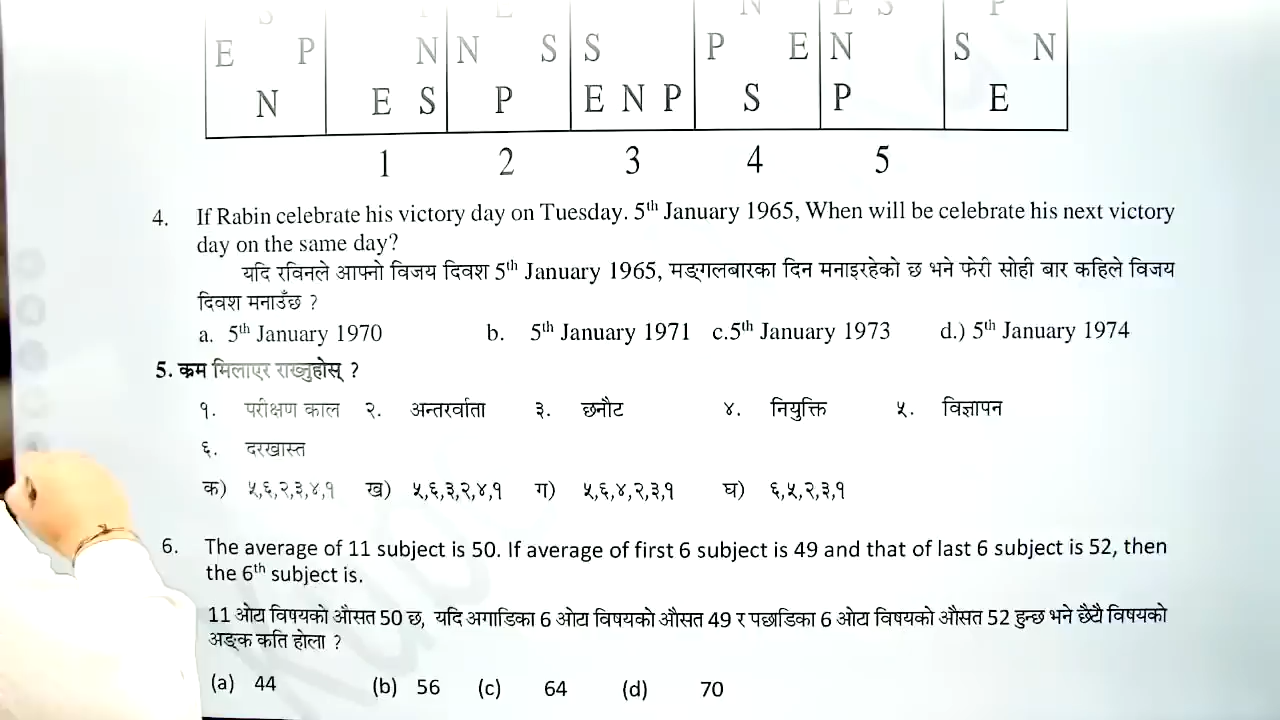 E P N N S S P E N S N
N E S P E N P S P E
1 2 3 4 5
4. If Rabin celebrate his victory day on Tuesday. 5th January 1965, When will be celebrate his next victory
day on the same day?
यदि रविनले आफ्नो विजय दिवश 5th January 1965, मङ्गलबारका दिन मनाइरहेको छ भने फेरी सोही बार कहिले विजय
दिवश मनाउँछ ?
a. 5th January 1970 b. 5th January 1971 c.5th January 1973 d.) 5th January 1974
5. क्रम मिलाएर राख्नुहोस् ?
१. परीक्षण काल २. अन्तरर्वाता ३. छनौट ४. नियुक्ति ५. विज्ञापन
६. दरखास्त
क) ५,६,२,३,४,१ ख) ५,६,३,२,४,१ ग) ५,६,४,२,३,१ घ) ६,५,२,३,१
6. The average of 11 subject is 50. If average of first 6 subject is 49 and that of last 6 subject is 52, then
the 6th subject is.
11 ओटा विषयको औसत 50 छ, यदि अगाडिका 6 ओटा विषयको औसत 49 र पछाडिका 6 ओटा विषयको औसत 52 हुन्छ भने छैटौ विषयको
अङ्क कति होला ?
(a) 44 (b) 56 (c) 64 (d) 70